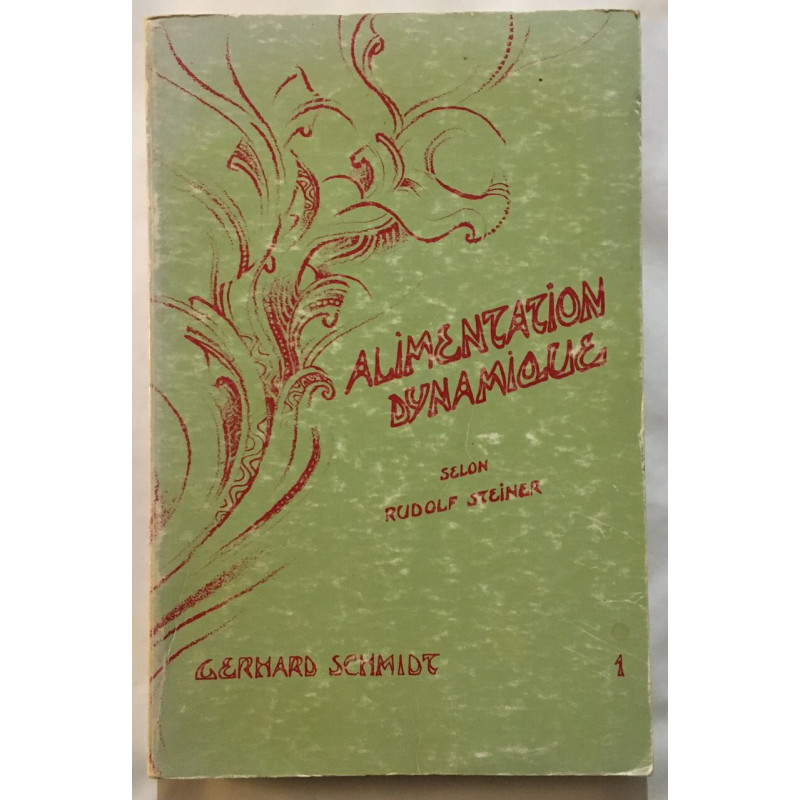 ALIMENTATION
DYNAMIQUE
SELON
RUDOLF STEINER
GERHARD SCHMIDT 1